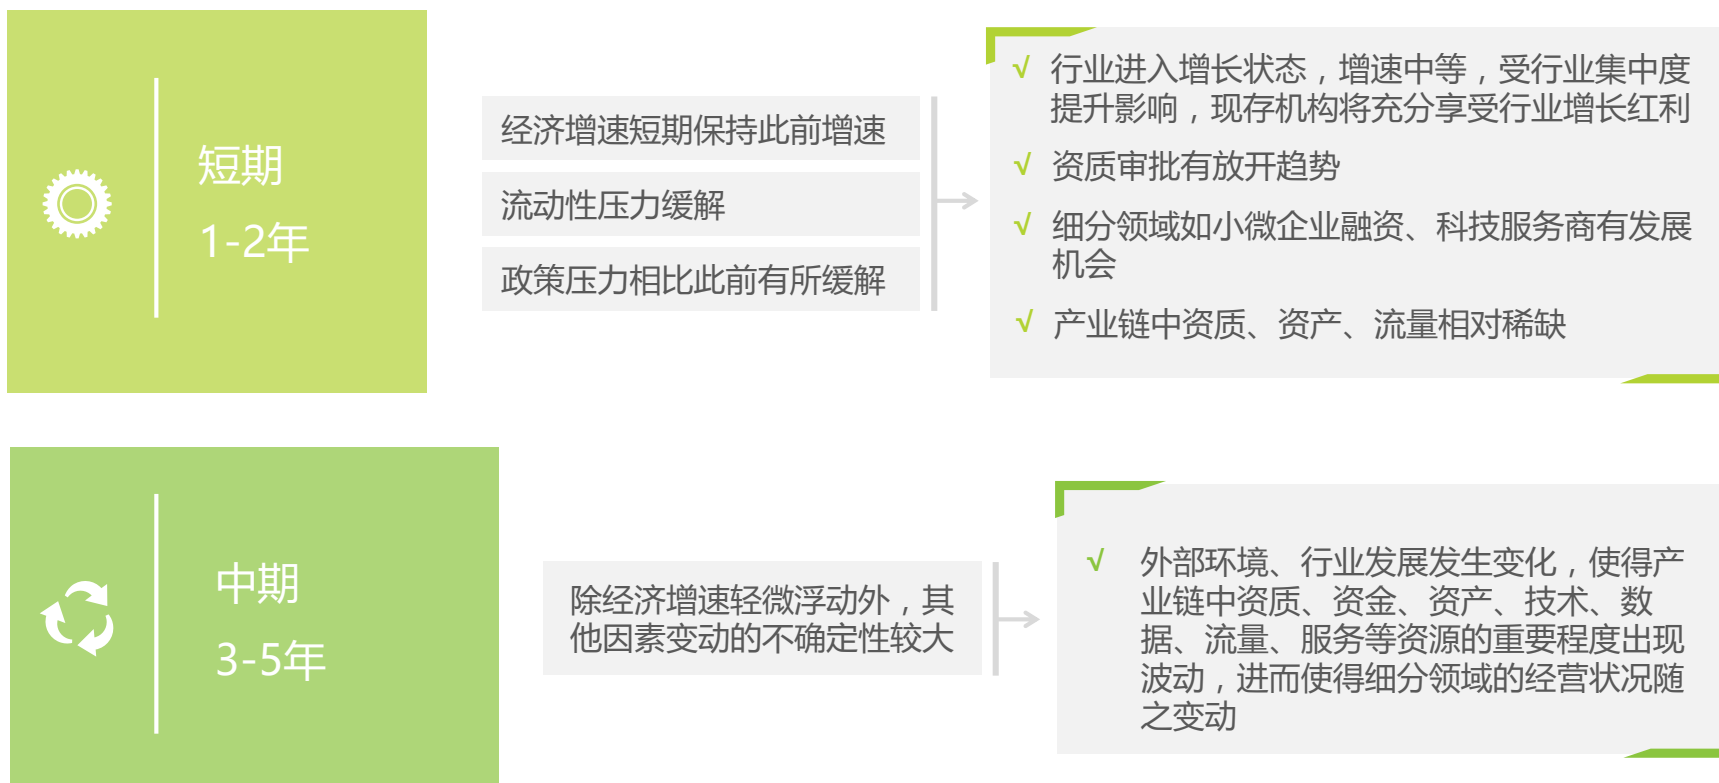 短期
1-2年
经济增速短期保持此前增速
流动性压力缓解
政策压力相比此前有所缓解
√ 行业进入增长状态，增速中等，受行业集中度
提升影响，现存机构将充分享受行业增长红利
√ 资质审批有放开趋势
√ 细分领域如小微企业融资、科技服务商有发展
机会
√ 产业链中资质、资产、流量相对稀缺
中期
3-5年
除经济增速轻微浮动外，其
他因素变动的不确定性较大
√ 外部环境、行业发展发生变化，使得产
业链中资质、资金、资产、技术、数
据、流量、服务等资源的重要程度出现
波动，进而使得细分领域的经营状况随
之变动